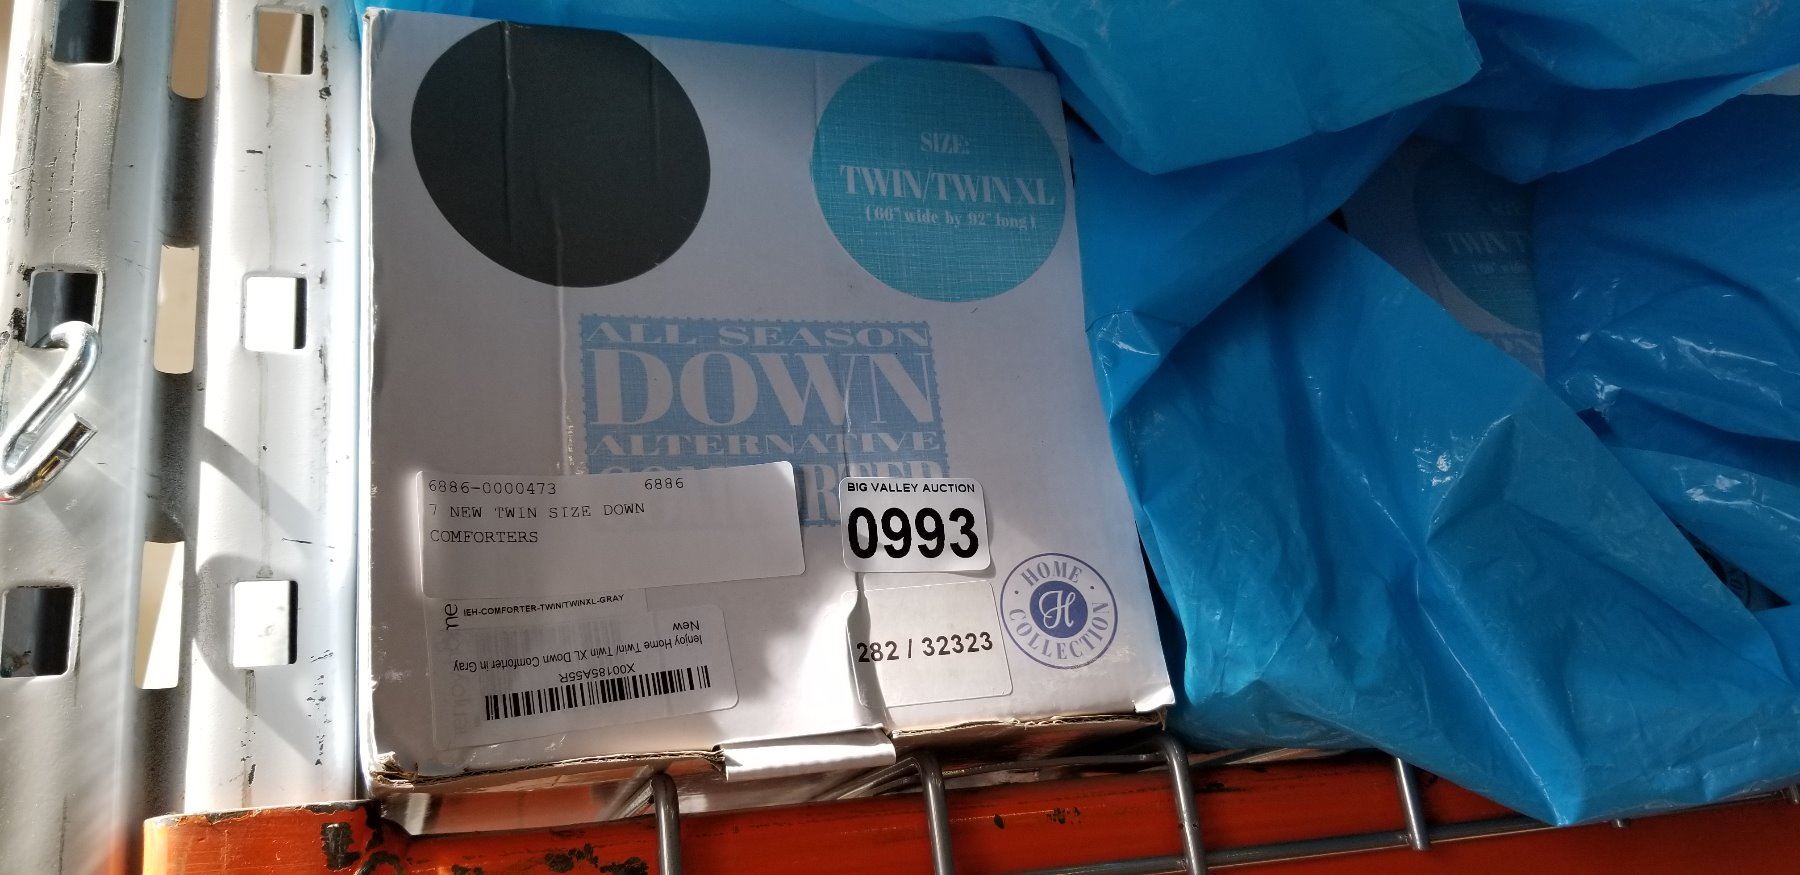 SIZE:
TWIN/TWIN XL
(66" wide by 92" long)
ALL-SEASON
DOWN
ALTERNATIVE
6886-0000473 6886
7 NEW TWIN SIZE DOWN
COMFORTERS
BIG VALLEY AUCTION
0993
IEH-COMFORTER-TWIN/TWINXL-GRAY
New
Ienjoy Home Twin/ Twin XL Down Comforter in Gray
X00185A55R
282 / 32323
HOME
H
COLLECTION
TWIN